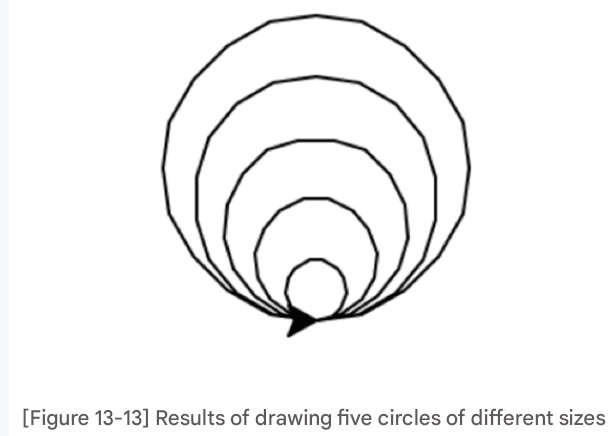 [Figure 13-13] Results of drawing five circles of different sizes